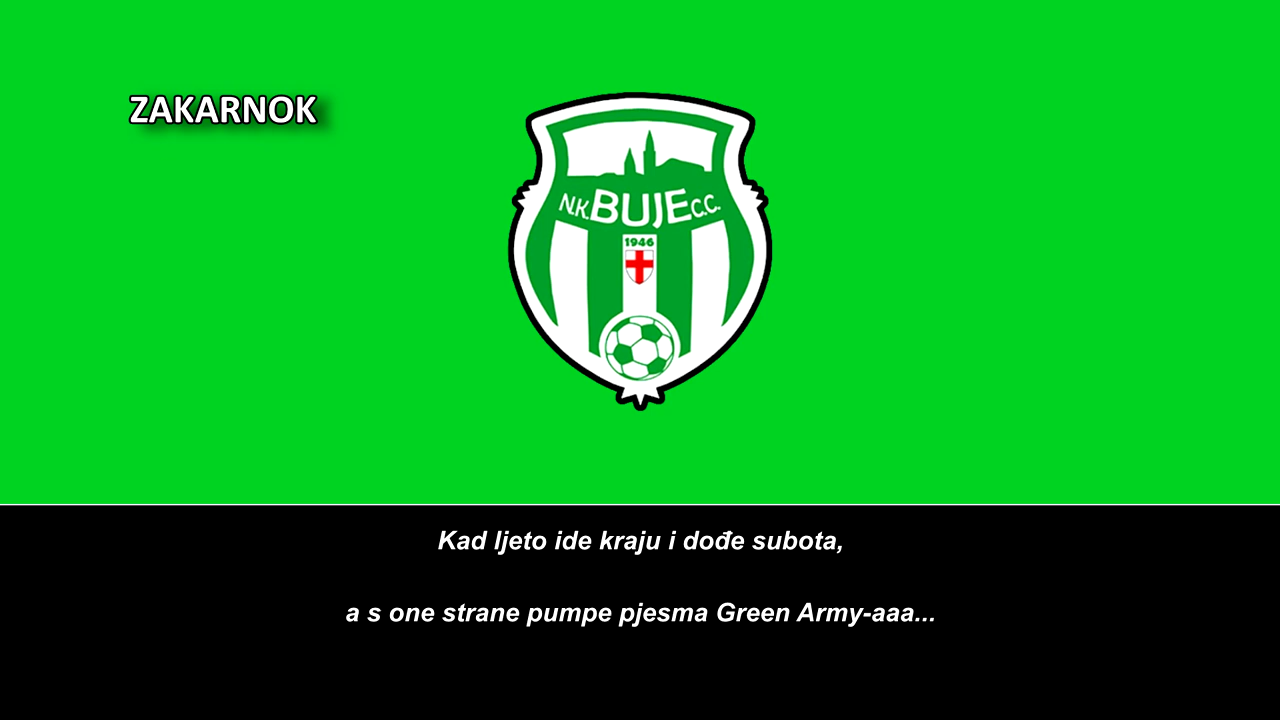 ZAKARNOK
N.K. BUJE C.C.
1946
Kad ljeto ide kraju i dođe subota,
a s one strane pumpe pjesma Green Army-aaa...